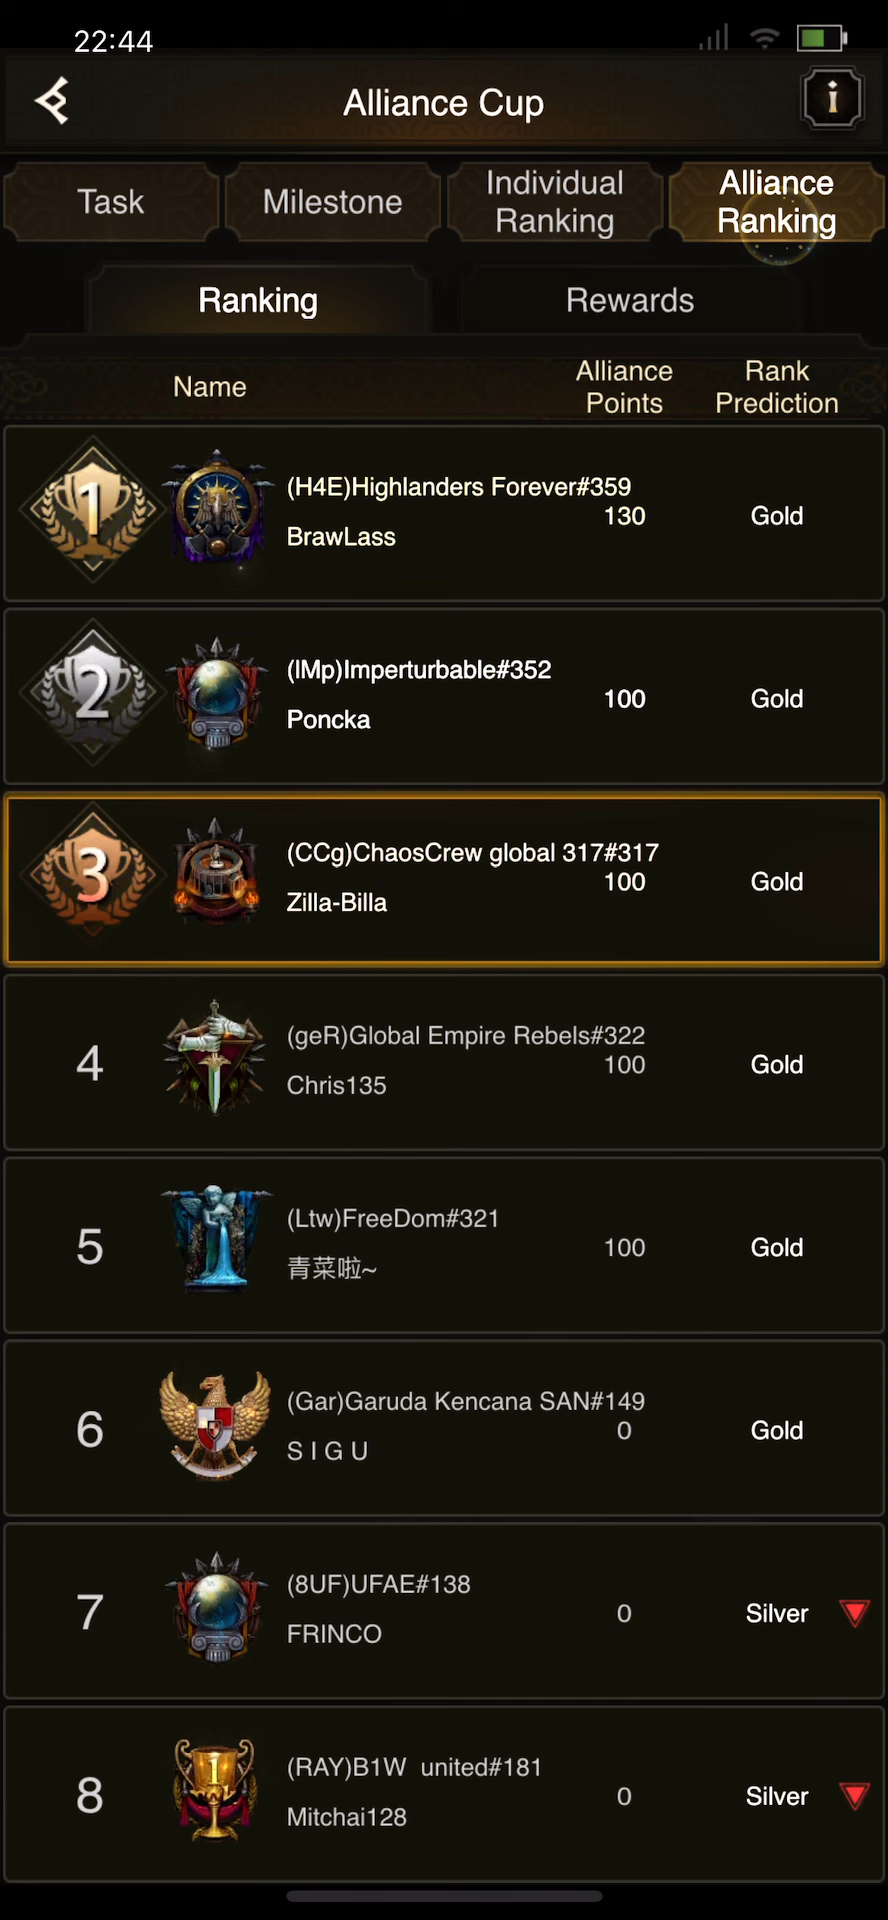 22:44
Alliance Cup
Task
Milestone
Individual
Ranking
Alliance
Ranking
Ranking
Rewards
Name
Alliance
Points
Rank
Prediction
1
(H4E)Highlanders Forever#359
130
Gold
BrawLass
2
(IMp)Imperturbable#352
100
Gold
Poncka
3
(CCg)ChaosCrew global 317#317
100
Gold
Zilla-Billa
4
(geR)Global Empire Rebels#322
100
Gold
Chris135
5
(Ltw)FreeDom#321
100
Gold
青菜啦~
6
(Gar)Garuda Kencana SAN#149
0
Gold
S I G U
7
(8UF)UFAE#138
0
Silver
FRINCO
8
1
(RAY)B1W  united#181
0
Silver
Mitchai128